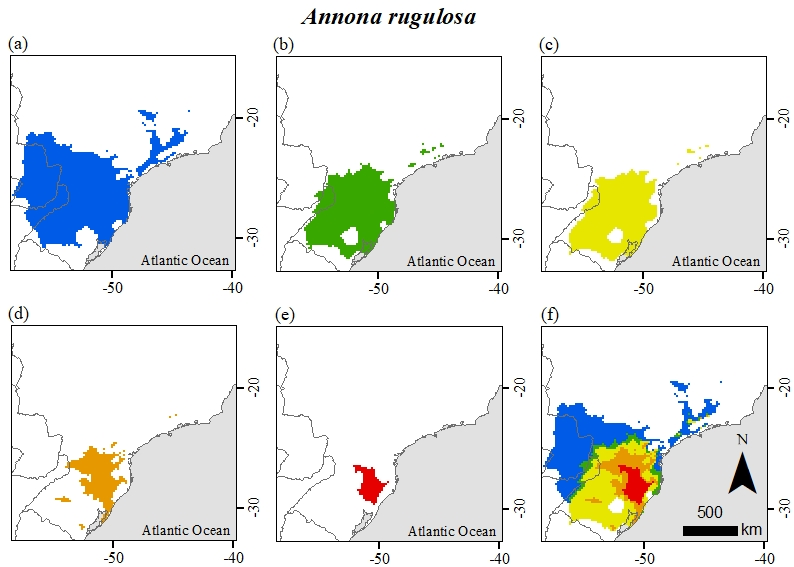 Annona rugulosa
(a) (b) (c)
-20 -20 -20
-30 -30 -30
Atlantic Ocean Atlantic Ocean Atlantic Ocean
-50 -40 -50 -40 -50 -40
(d) (e) (f)
-20 -20 -20
N
-30 -30 500 -30
Atlantic Ocean Atlantic Ocean km
-50 -40 -50 -40 -50 -40